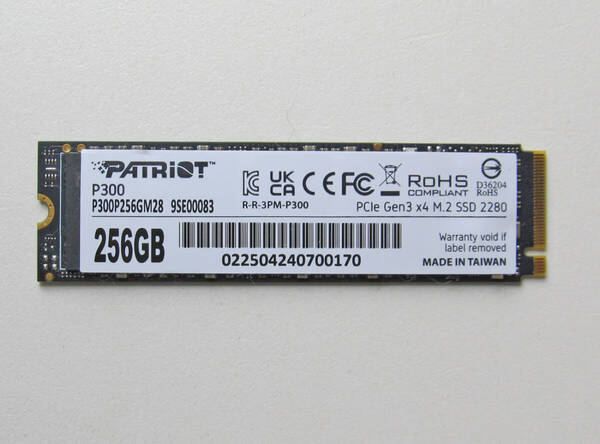 PATRIOT™
P300
P300P256GM28 9SE00083
UK CA CE FC RoHS COMPLIANT D36204 RoHS
R-R-3PM-P300
PCIe Gen3 x4 M.2 SSD 2280
256GB
022504240700170
Warranty void if
label removed
MADE IN TAIWAN